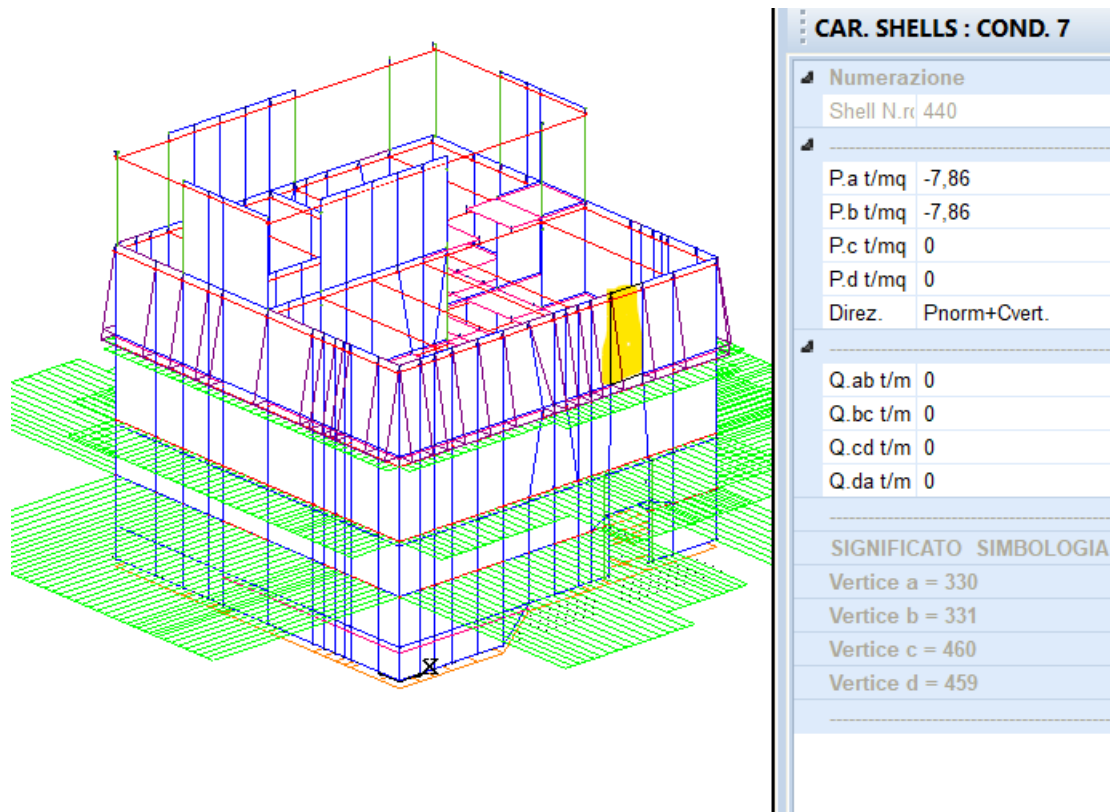 CAR. SHELLS : COND. 7
Numerazione
Shell N.ro 440
P.a t/mq -7,86
P.b t/mq -7,86
P.c t/mq 0
P.d t/mq 0
Direz. Pnorm+Cvert.
Q.ab t/m 0
Q.bc t/m 0
Q.cd t/m 0
Q.da t/m 0
SIGNIFICATO SIMBOLOGIA
Vertice a = 330
Vertice b = 331
Vertice c = 460
Vertice d = 459
X